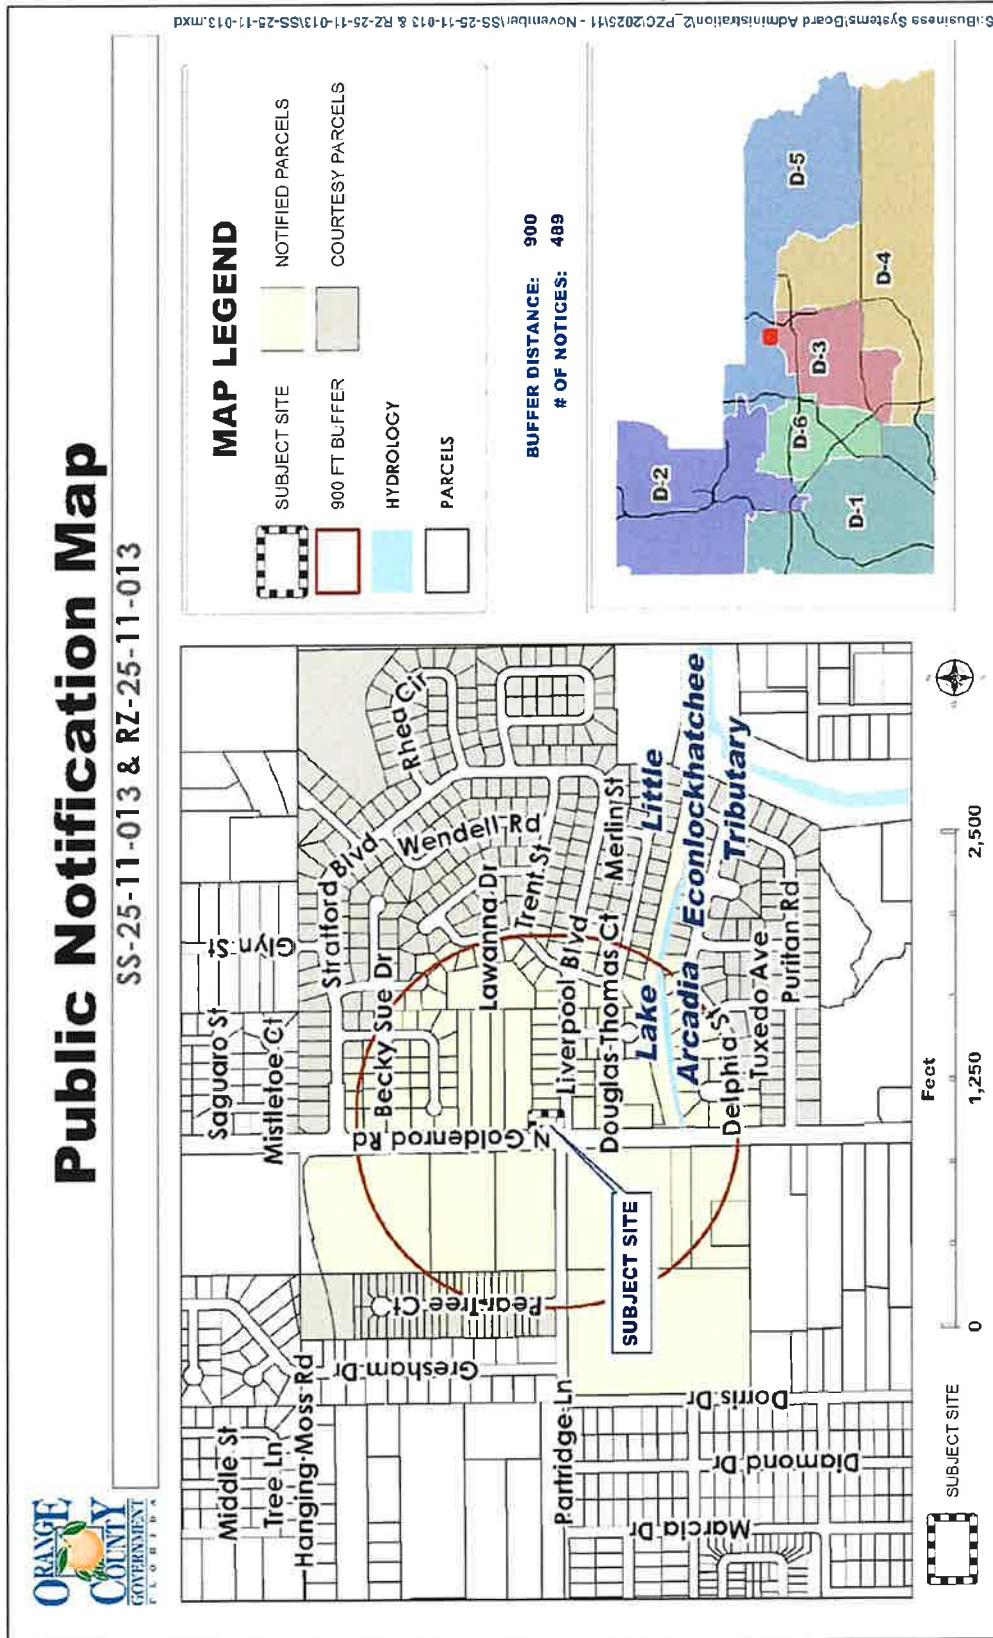 ORANGE
COUNTY
GOVERNMENT
FLORIDA
Public Notification Map
SS-25-11-013 & RZ-25-11-013
Middle St
Tree Ln
Hanging Moss Rd
Gresham Dr
Pear Tree Ct
Partridge Ln
Dorris Dr
Diamond Dr
Marcia Dr
Saguaro St
Mistletoe Ct
Glyn St
Stratford Blvd
Becky Sue Dr
N Goldenrod Rd
Rhea Cir
Wendell Rd
Lawanna Dr
Trent St
Liverpool Blvd
Merlin St
Douglas Thomas Ct
Lake
Arcadia
Little
Econlockhatchee
Tributary
Delphia St
Tuxedo Ave
Puritan Rd
SUBJECT SITE
SUBJECT SITE
Feet
0 1,250 2,500
MAP LEGEND
SUBJECT SITE
900 FT BUFFER
HYDROLOGY
PARCELS
NOTIFIED PARCELS
COURTESY PARCELS
BUFFER DISTANCE: 900
# OF NOTICES: 489
D-2
D-5
D-6
D-3
D-1
D-4
S:\Business Systems\Board Administration\2_PZC\2025\11 - November\SS-25-11-013 & RZ-25-11-013\SS-25-11-013.mxd